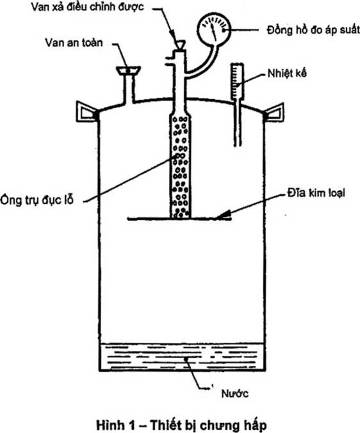 Van xả điều chỉnh được
Đồng hồ đo áp suất
Van an toàn
Nhiệt kế
Ống trụ đục lỗ
Đĩa kim loại
Nước
Hình 1 – Thiết bị chưng hấp